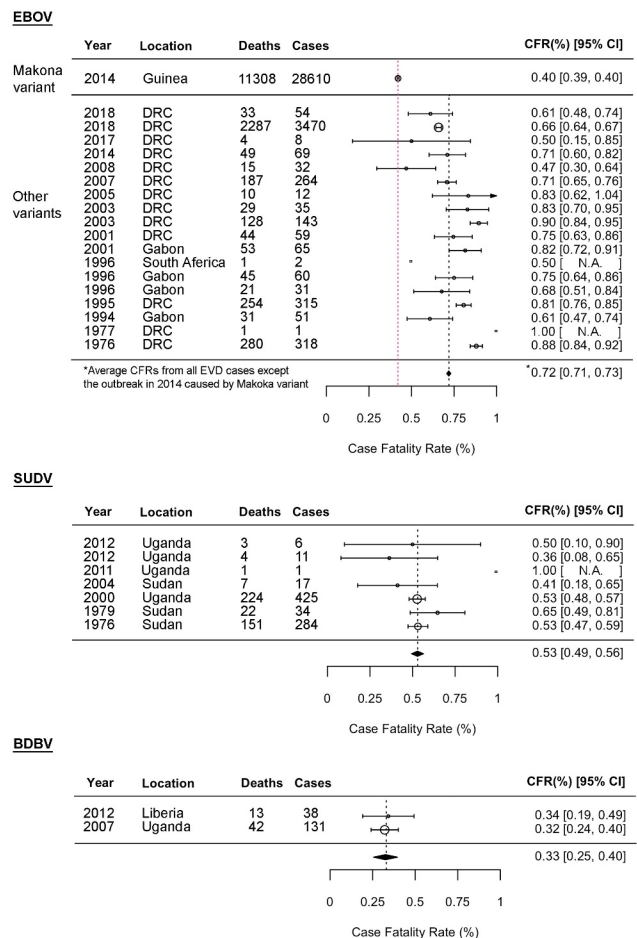 EBOV
Year Location Deaths Cases CFR(%) [95% CI]
Makona variant 2014 Guinea 11308 28610 0.40 [0.39, 0.40]
Other variants
2018 DRC 33 54 0.61 [0.48, 0.74]
2018 DRC 2287 3470 0.66 [0.64, 0.67]
2017 DRC 4 8 0.50 [0.15, 0.85]
2014 DRC 49 69 0.71 [0.60, 0.82]
2008 DRC 15 32 0.47 [0.30, 0.64]
2007 DRC 187 264 0.71 [0.65, 0.76]
2005 DRC 10 12 0.83 [0.62, 1.04]
2003 DRC 29 35 0.83 [0.70, 0.95]
2003 DRC 128 143 0.90 [0.84, 0.95]
2001 DRC 44 59 0.75 [0.63, 0.86]
2001 Gabon 53 65 0.82 [0.72, 0.91]
1996 South Aferica 1 2 0.50 [ N.A. ]
1996 Gabon 45 60 0.75 [0.64, 0.86]
1996 Gabon 21 31 0.68 [0.51, 0.84]
1995 DRC 254 315 0.81 [0.76, 0.85]
1994 Gabon 31 51 0.61 [0.47, 0.74]
1977 DRC 1 1 1.00 [ N.A. ]
1976 DRC 280 318 0.88 [0.84, 0.92]
*Average CFRs from all EVD cases except
the outbreak in 2014 caused by Makoka variant
*0.72 [0.71, 0.73]
0 0.25 0.5 0.75 1
Case Fatality Rate (%)
SUDV
Year Location Deaths Cases CFR(%) [95% CI]
2012 Uganda 3 6 0.50 [0.10, 0.90]
2012 Uganda 4 11 0.36 [0.08, 0.65]
2011 Uganda 1 1 1.00 [ N.A. ]
2004 Sudan 7 17 0.41 [0.18, 0.65]
2000 Uganda 224 425 0.53 [0.48, 0.57]
1979 Sudan 22 34 0.65 [0.49, 0.81]
1976 Sudan 151 284 0.53 [0.47, 0.59]
0.53 [0.49, 0.56]
0 0.25 0.5 0.75 1
Case Fatality Rate (%)
BDBV
Year Location Deaths Cases CFR(%) [95% CI]
2012 Liberia 13 38 0.34 [0.19, 0.49]
2007 Uganda 42 131 0.32 [0.24, 0.40]
0.33 [0.25, 0.40]
0 0.25 0.5 0.75 1
Case Fatality Rate (%)